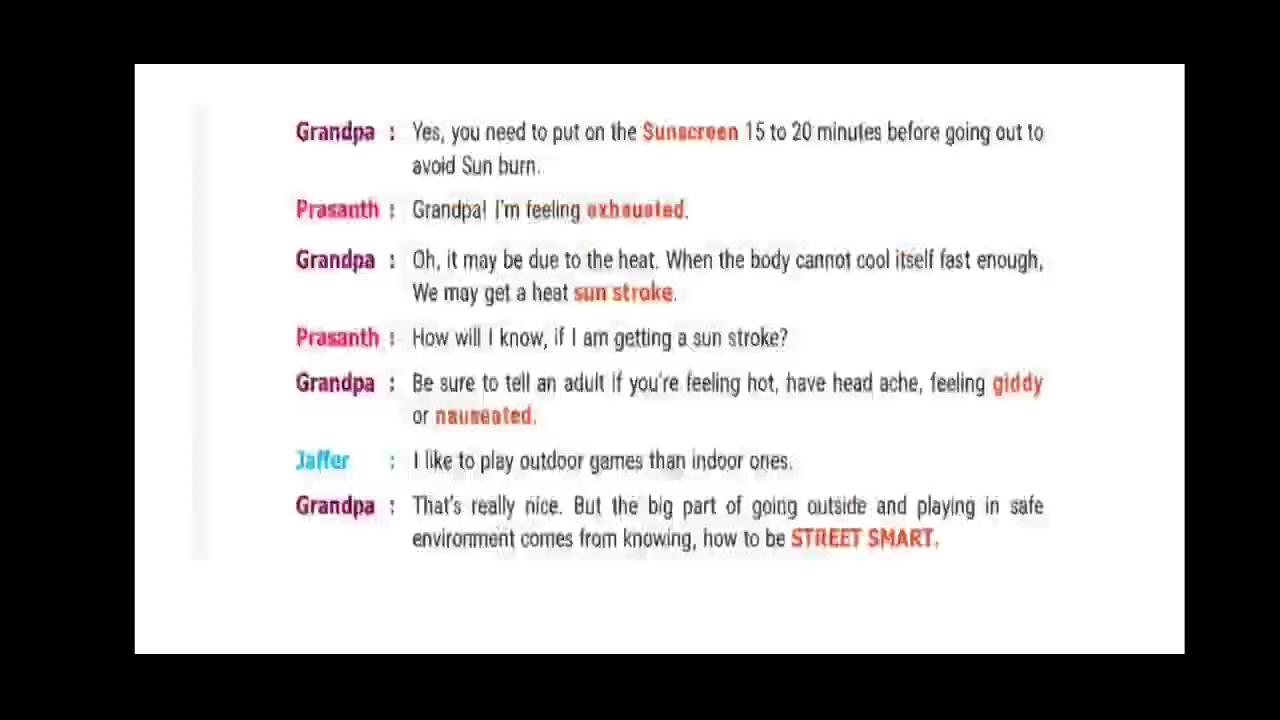 Grandpa : Yes, you need to put on the Sunscreen 15 to 20 minutes before going out to
avoid Sun burn.
Prasanth : Grandpa! I'm feeling exhausted.
Grandpa : Oh, it may be due to the heat. When the body cannot cool itself fast enough,
We may get a heat sun stroke.
Prasanth : How will I know, if I am getting a sun stroke?
Grandpa : Be sure to tell an adult if you're feeling hot, have head ache, feeling giddy
or nauseated.
Jaffer : I like to play outdoor games than indoor ones.
Grandpa : That's really nice. But the big part of going outside and playing in safe
environment comes from knowing, how to be STREET SMART.